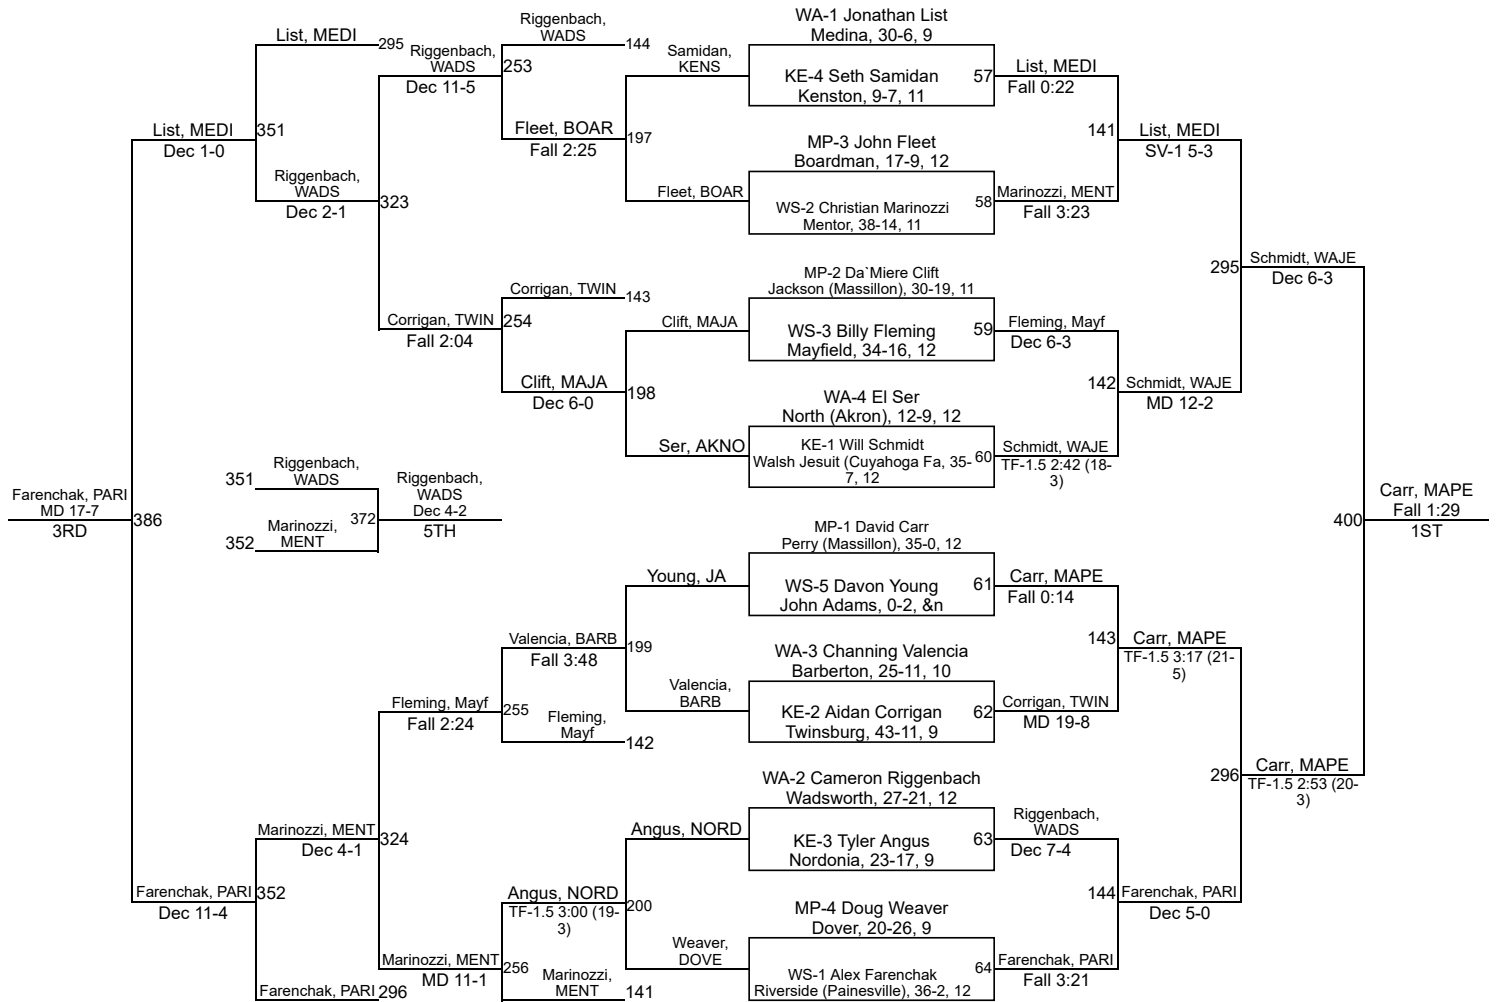 WA-1 Jonathan List
Medina, 30-6, 9
KE-4 Seth Samidan
Kenston, 9-7, 11
57
MP-3 John Fleet
Boardman, 17-9, 12
WS-2 Christian Marinozzi
Mentor, 38-14, 11
58
MP-2 Da`Miere Clift
Jackson (Massillon), 30-19, 11
WS-3 Billy Fleming
Mayfield, 34-16, 12
59
WA-4 El Ser
North (Akron), 12-9, 12
KE-1 Will Schmidt
Walsh Jesuit (Cuyahoga Fa, 35-
7, 12
60
MP-1 David Carr
Perry (Massillon), 35-0, 12
WS-5 Davon Young
John Adams, 0-2, &n
61
WA-3 Channing Valencia
Barberton, 25-11, 10
KE-2 Aidan Corrigan
Twinsburg, 43-11, 9
62
WA-2 Cameron Riggenbach
Wadsworth, 27-21, 12
KE-3 Tyler Angus
Nordonia, 23-17, 9
63
MP-4 Doug Weaver
Dover, 20-26, 9
WS-1 Alex Farenchak
Riverside (Painesville), 36-2, 12
64
List, MEDI
Fall 0:22
Marinozzi, MENT
Fall 3:23
Fleming, Mayf
Dec 6-3
Schmidt, WAJE
TF-1.5 2:42 (18-
3)
Carr, MAPE
Fall 0:14
Corrigan, TWIN
MD 19-8
Riggenbach,
WADS
Dec 7-4
Farenchak, PARI
Fall 3:21
141
List, MEDI
SV-1 5-3
142
Schmidt, WAJE
MD 12-2
143
Carr, MAPE
TF-1.5 3:17 (21-
5)
144
Farenchak, PARI
Dec 5-0
295
Schmidt, WAJE
Dec 6-3
296
Carr, MAPE
TF-1.5 2:53 (20-
3)
400
Carr, MAPE
Fall 1:29
1ST
Samidan,
KENS
Fleet, BOAR
Clift, MAJA
Ser, AKNO
Young, JA
Valencia,
BARB
Angus, NORD
Weaver,
DOVE
Riggenbach,
WADS
144
Fleet, BOAR
Fall 2:25
197
Corrigan, TWIN
143
Clift, MAJA
Dec 6-0
198
Valencia, BARB
Fall 3:48
199
Fleming,
Mayf
142
Angus, NORD
TF-1.5 3:00 (19-
3)
200
Marinozzi,
MENT
141
Riggenbach,
WADS
Dec 11-5
253
Corrigan, TWIN
Fall 2:04
254
Fleming, Mayf
Fall 2:24
255
Marinozzi, MENT
MD 11-1
256
List, MEDI
295
Riggenbach,
WADS
Dec 2-1
323
Marinozzi, MENT
Dec 4-1
324
Farenchak, PARI
296
List, MEDI
Dec 1-0
351
Farenchak, PARI
Dec 11-4
352
Farenchak, PARI
MD 17-7
3RD
386
351
Riggenbach,
WADS
352
Marinozzi,
MENT
372
Riggenbach,
WADS
Dec 4-2
5TH